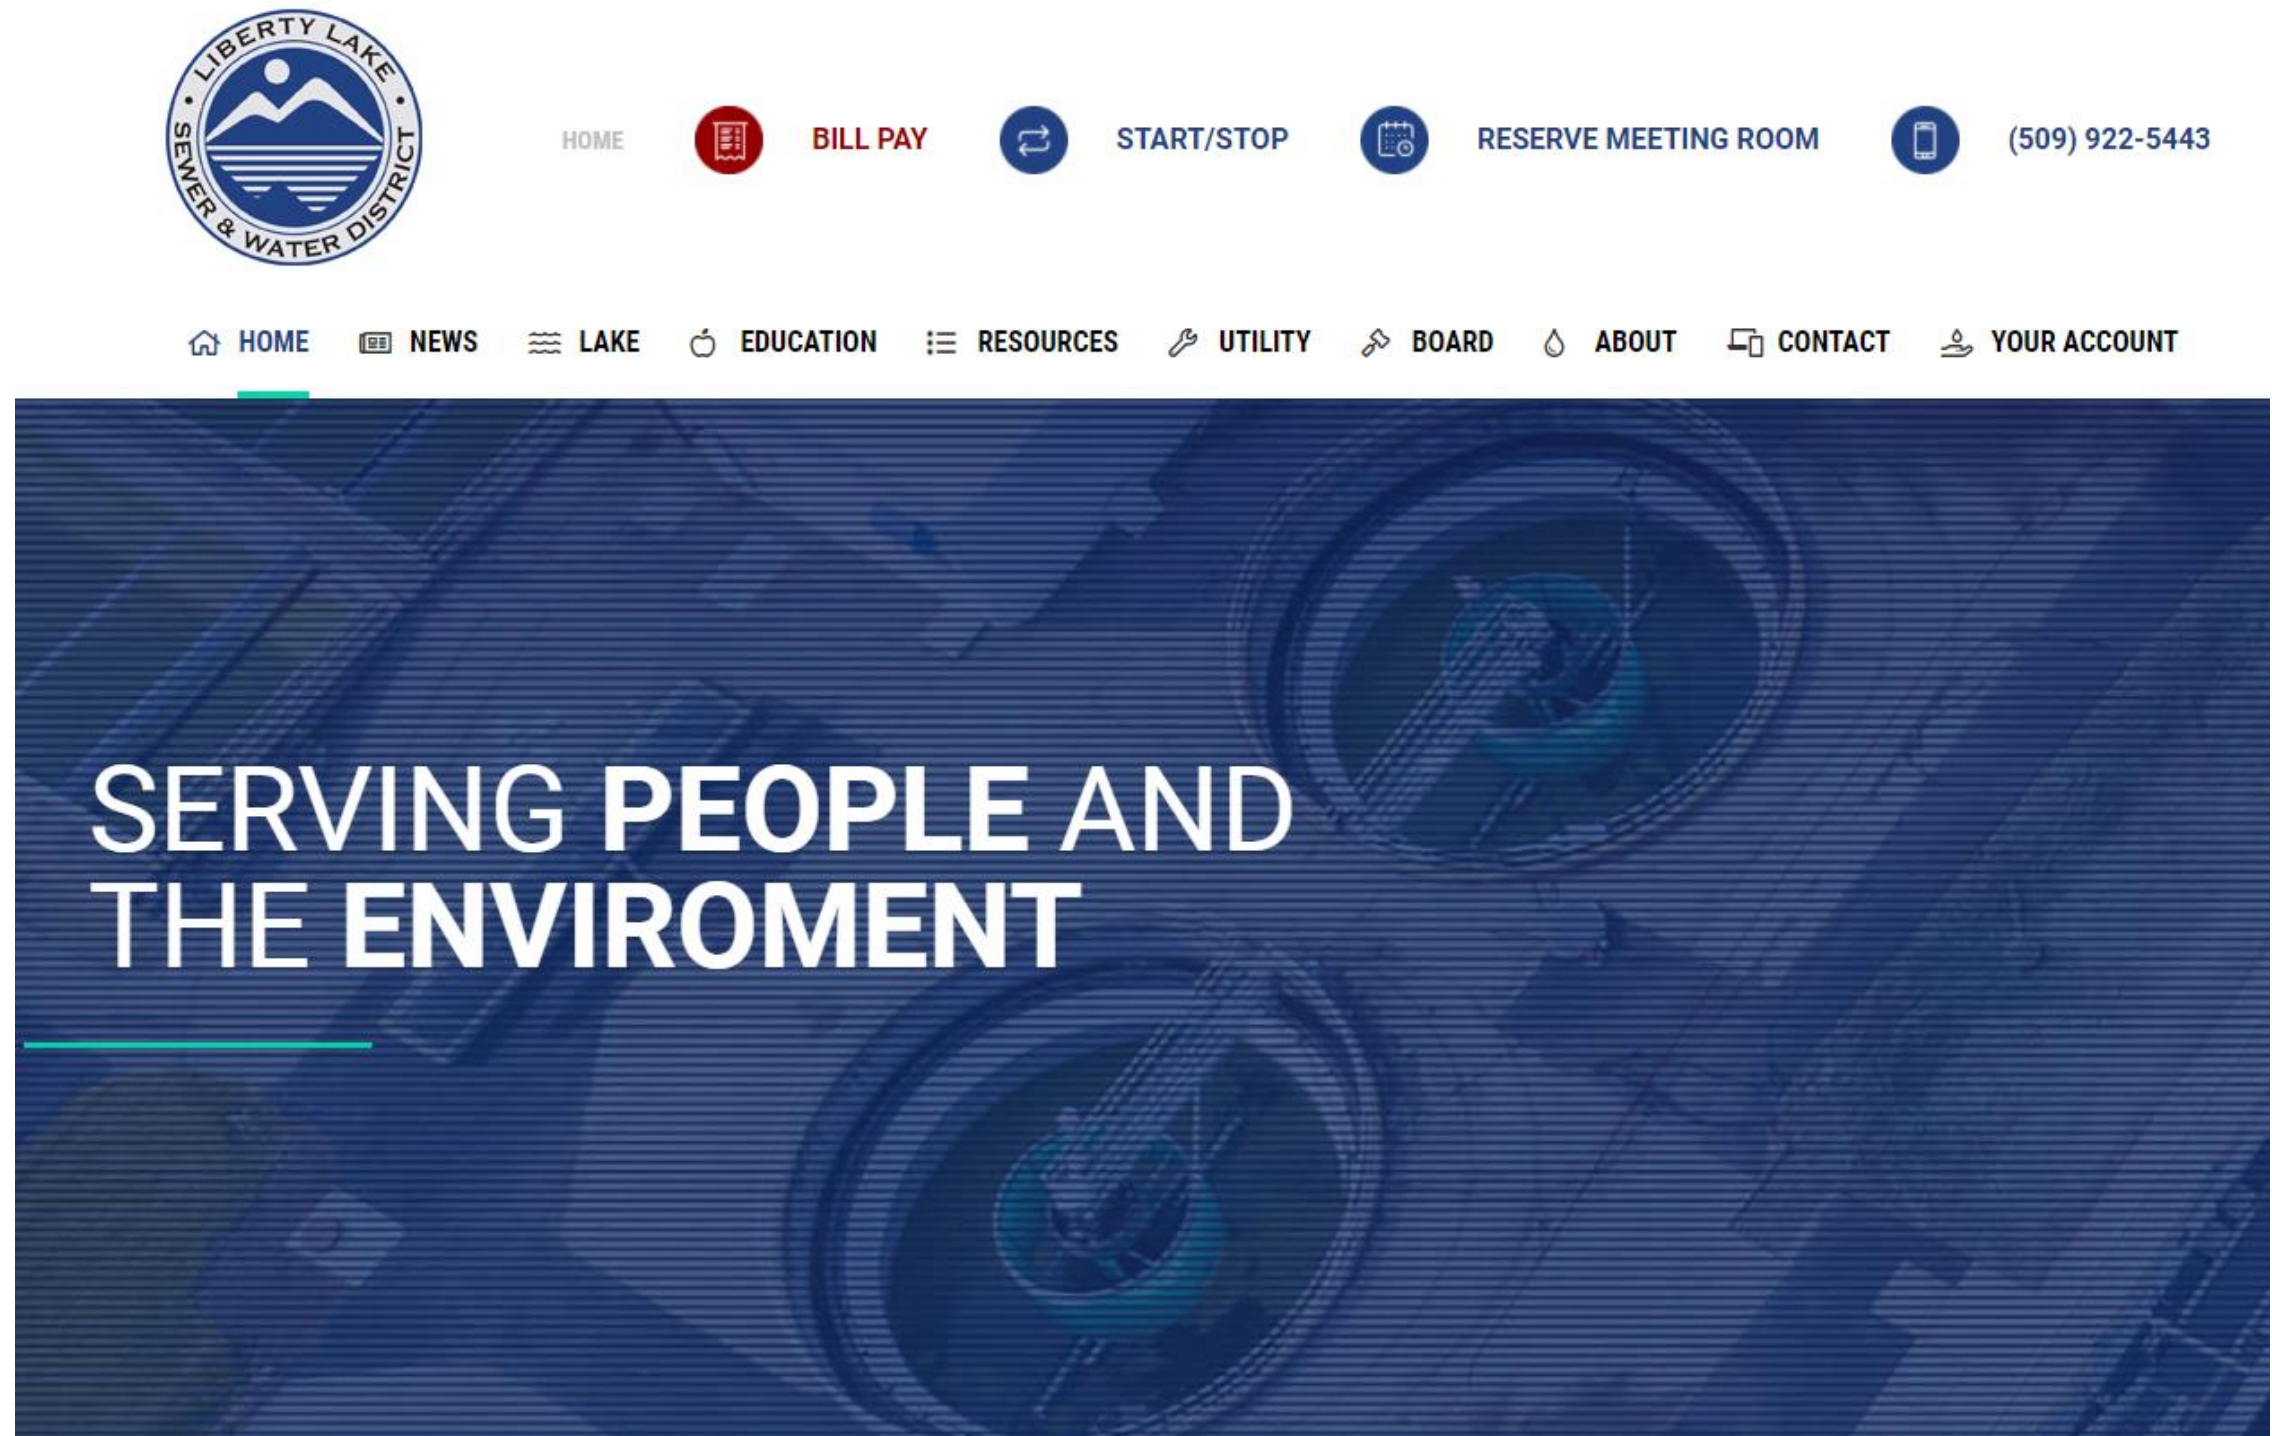 LIBERTY LAKE
SEWER & WATER DISTRICT
HOME
BILL PAY
START/STOP
RESERVE MEETING ROOM
(509) 922-5443
HOME
NEWS
LAKE
EDUCATION
RESOURCES
UTILITY
BOARD
ABOUT
CONTACT
YOUR ACCOUNT
SERVING PEOPLE AND
THE ENVIROMENT